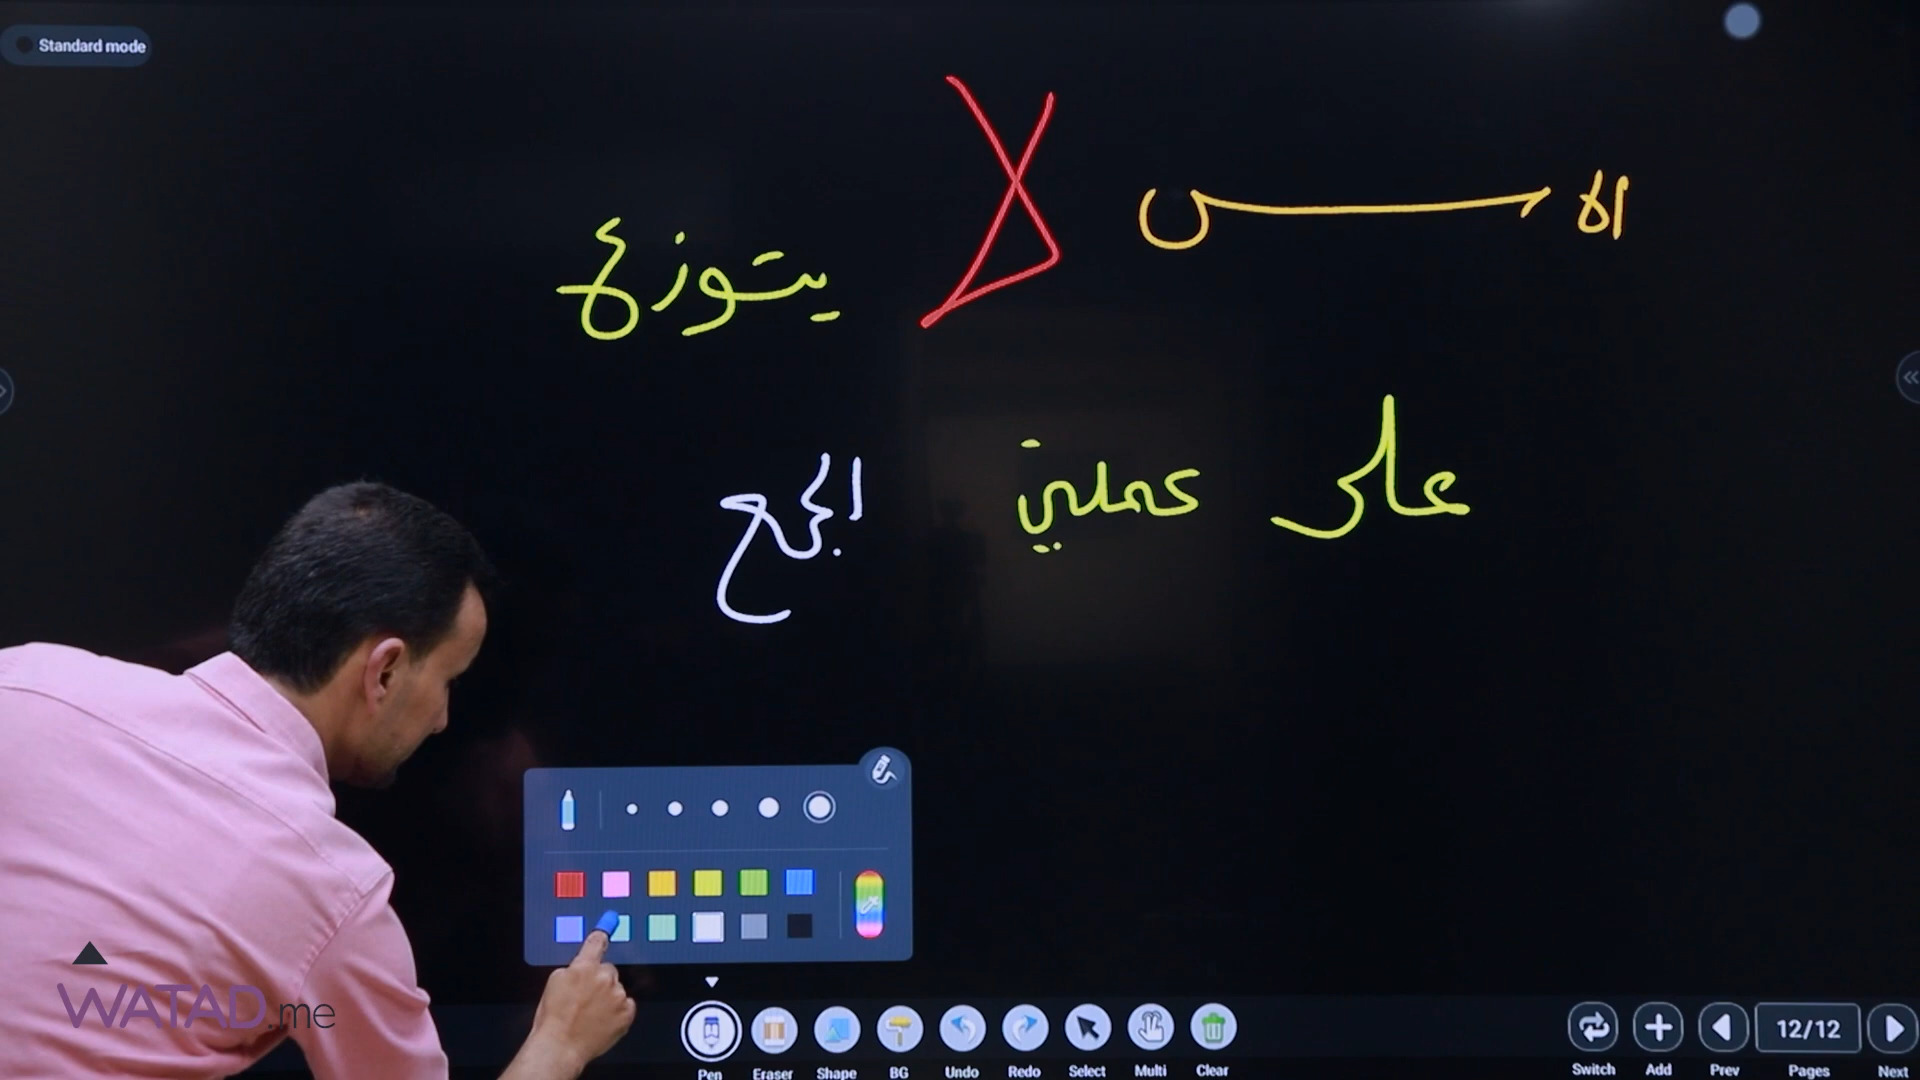 Standard mode
الاس لا يتوزع
على عملية الجمع
WATAD.me
Pen Eraser Shape BG Undo Redo Select Multi Clear
Switch Add Prev 12/12 Pages Next